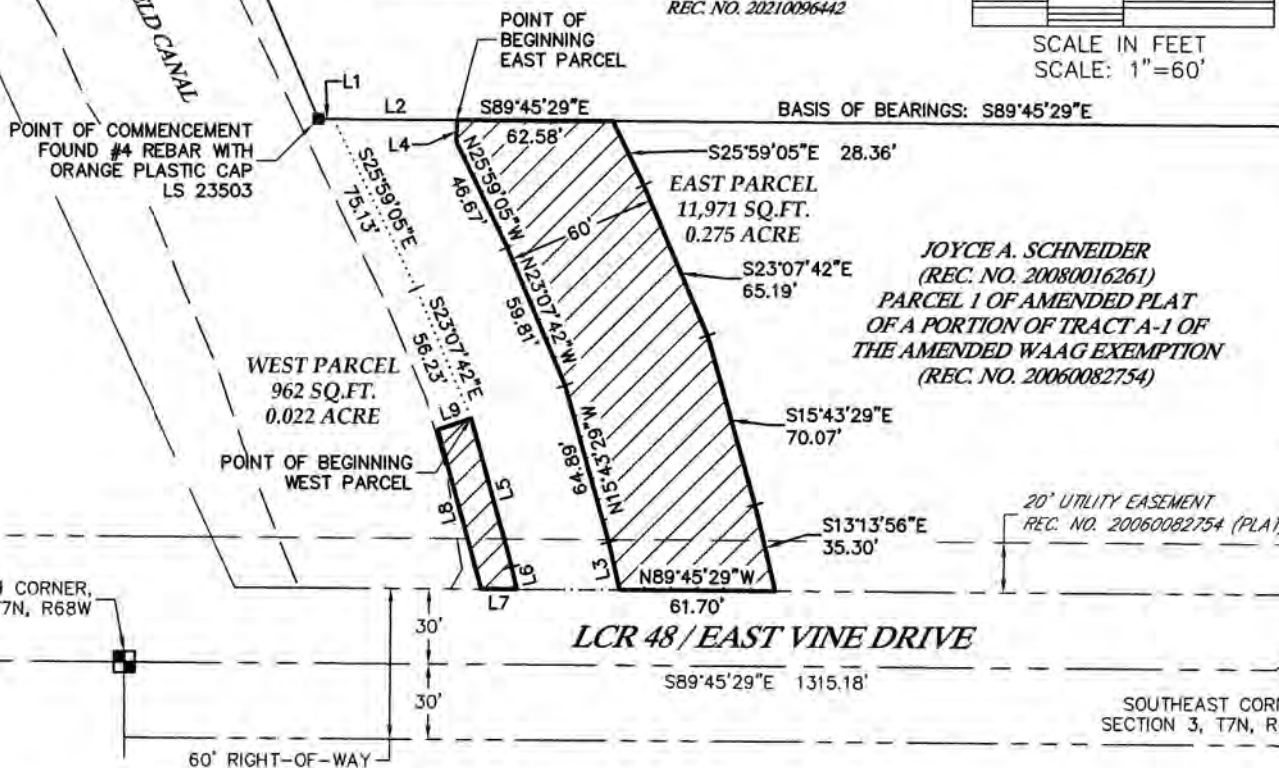 REC. NO. 20210096442
SCALE IN FEET
SCALE: 1"=60'
POINT OF
BEGINNING
EAST PARCEL
CANAL
L1
L2
S89°45'29"E
62.58'
BASIS OF BEARINGS: S89°45'29"E
POINT OF COMMENCEMENT
FOUND #4 REBAR WITH
ORANGE PLASTIC CAP
LS 23503
L4
S25°59'05"E
75.13'
N25°59'05"W
46.67'
S25°59'05"E 28.36'
EAST PARCEL
11,971 SQ.FT.
0.275 ACRE
60'
N23°07'42"W
59.81'
S23°07'42"E
65.19'
JOYCE A. SCHNEIDER
(REC. NO. 20080016261)
PARCEL 1 OF AMENDED PLAT
OF A PORTION OF TRACT A-1 OF
THE AMENDED WAAG EXEMPTION
(REC. NO. 20060082754)
S23°07'42"E
56.23'
WEST PARCEL
962 SQ.FT.
0.022 ACRE
L9
POINT OF BEGINNING
WEST PARCEL
N15°43'29"W
64.89'
S15°43'29"E
70.07'
L5
L8
20' UTILITY EASEMENT
REC. NO. 20060082754 (PLAT
S13°13'56"E
35.30'
L3
L6
L7
N89°45'29"W
61.70'
CORNER,
T7N, R68W
30'
LCR 48 / EAST VINE DRIVE
S89°45'29"E 1315.18'
30'
60' RIGHT-OF-WAY
SOUTHEAST COR
SECTION 3, T7N, R